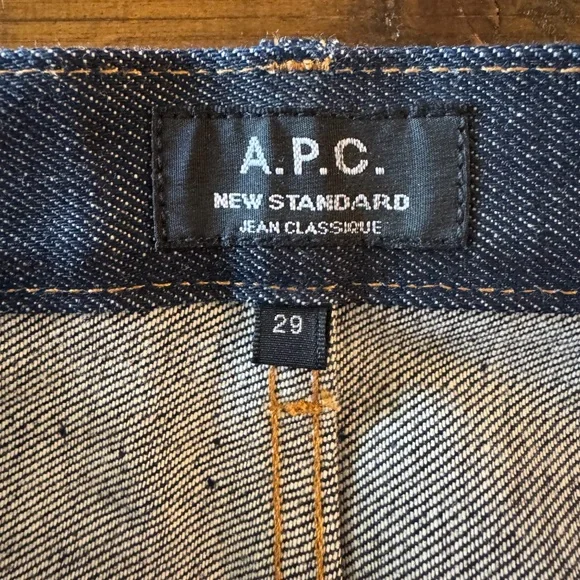 A.P.C.
NEW STANDARD
JEAN CLASSIQUE
29